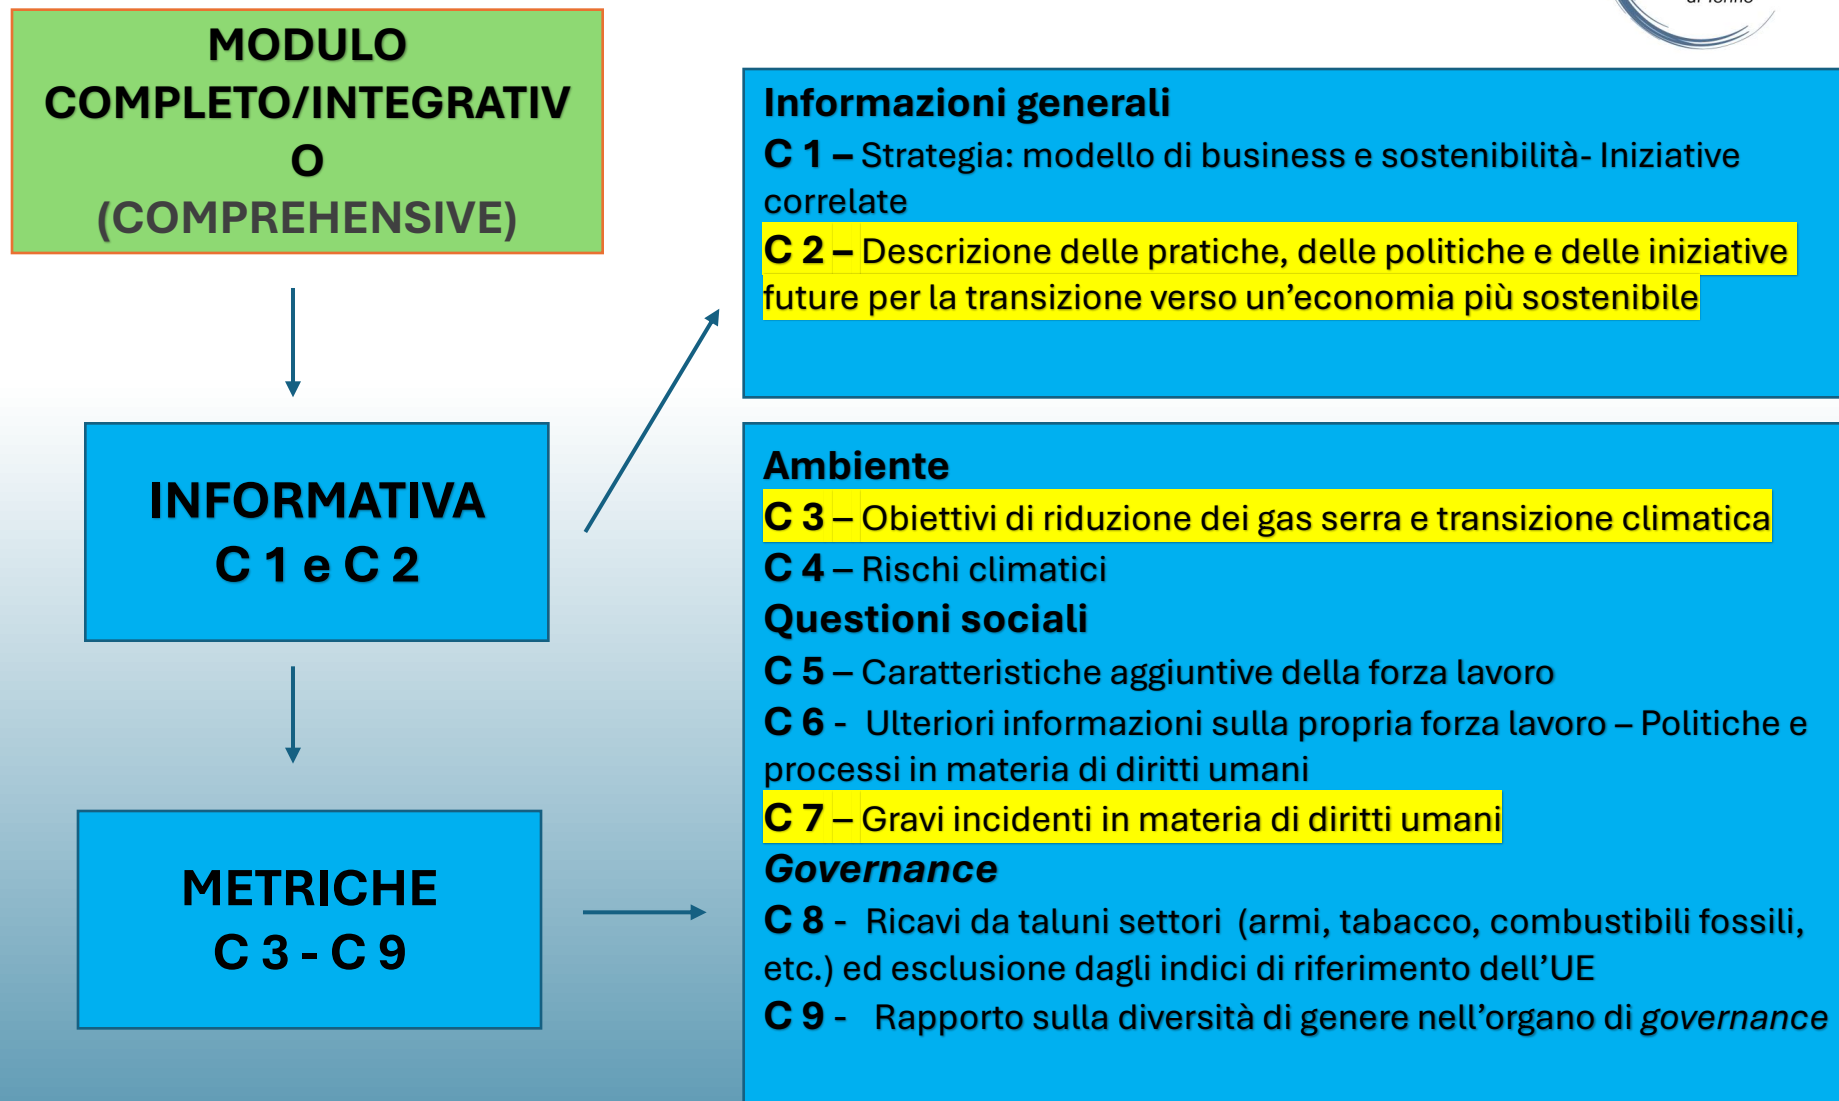 di Torino
MODULO
COMPLETO/INTEGRATIV
O
(COMPREHENSIVE)
INFORMATIVA
C 1 e C 2
METRICHE
C 3 - C 9
Informazioni generali
C 1 – Strategia: modello di business e sostenibilità- Iniziative
correlate
C 2 – Descrizione delle pratiche, delle politiche e delle iniziative
future per la transizione verso un’economia più sostenibile
Ambiente
C 3 – Obiettivi di riduzione dei gas serra e transizione climatica
C 4 – Rischi climatici
Questioni sociali
C 5 – Caratteristiche aggiuntive della forza lavoro
C 6 - Ulteriori informazioni sulla propria forza lavoro – Politiche e
processi in materia di diritti umani
C 7 – Gravi incidenti in materia di diritti umani
Governance
C 8 - Ricavi da taluni settori (armi, tabacco, combustibili fossili,
etc.) ed esclusione dagli indici di riferimento dell’UE
C 9 - Rapporto sulla diversità di genere nell’organo di governance